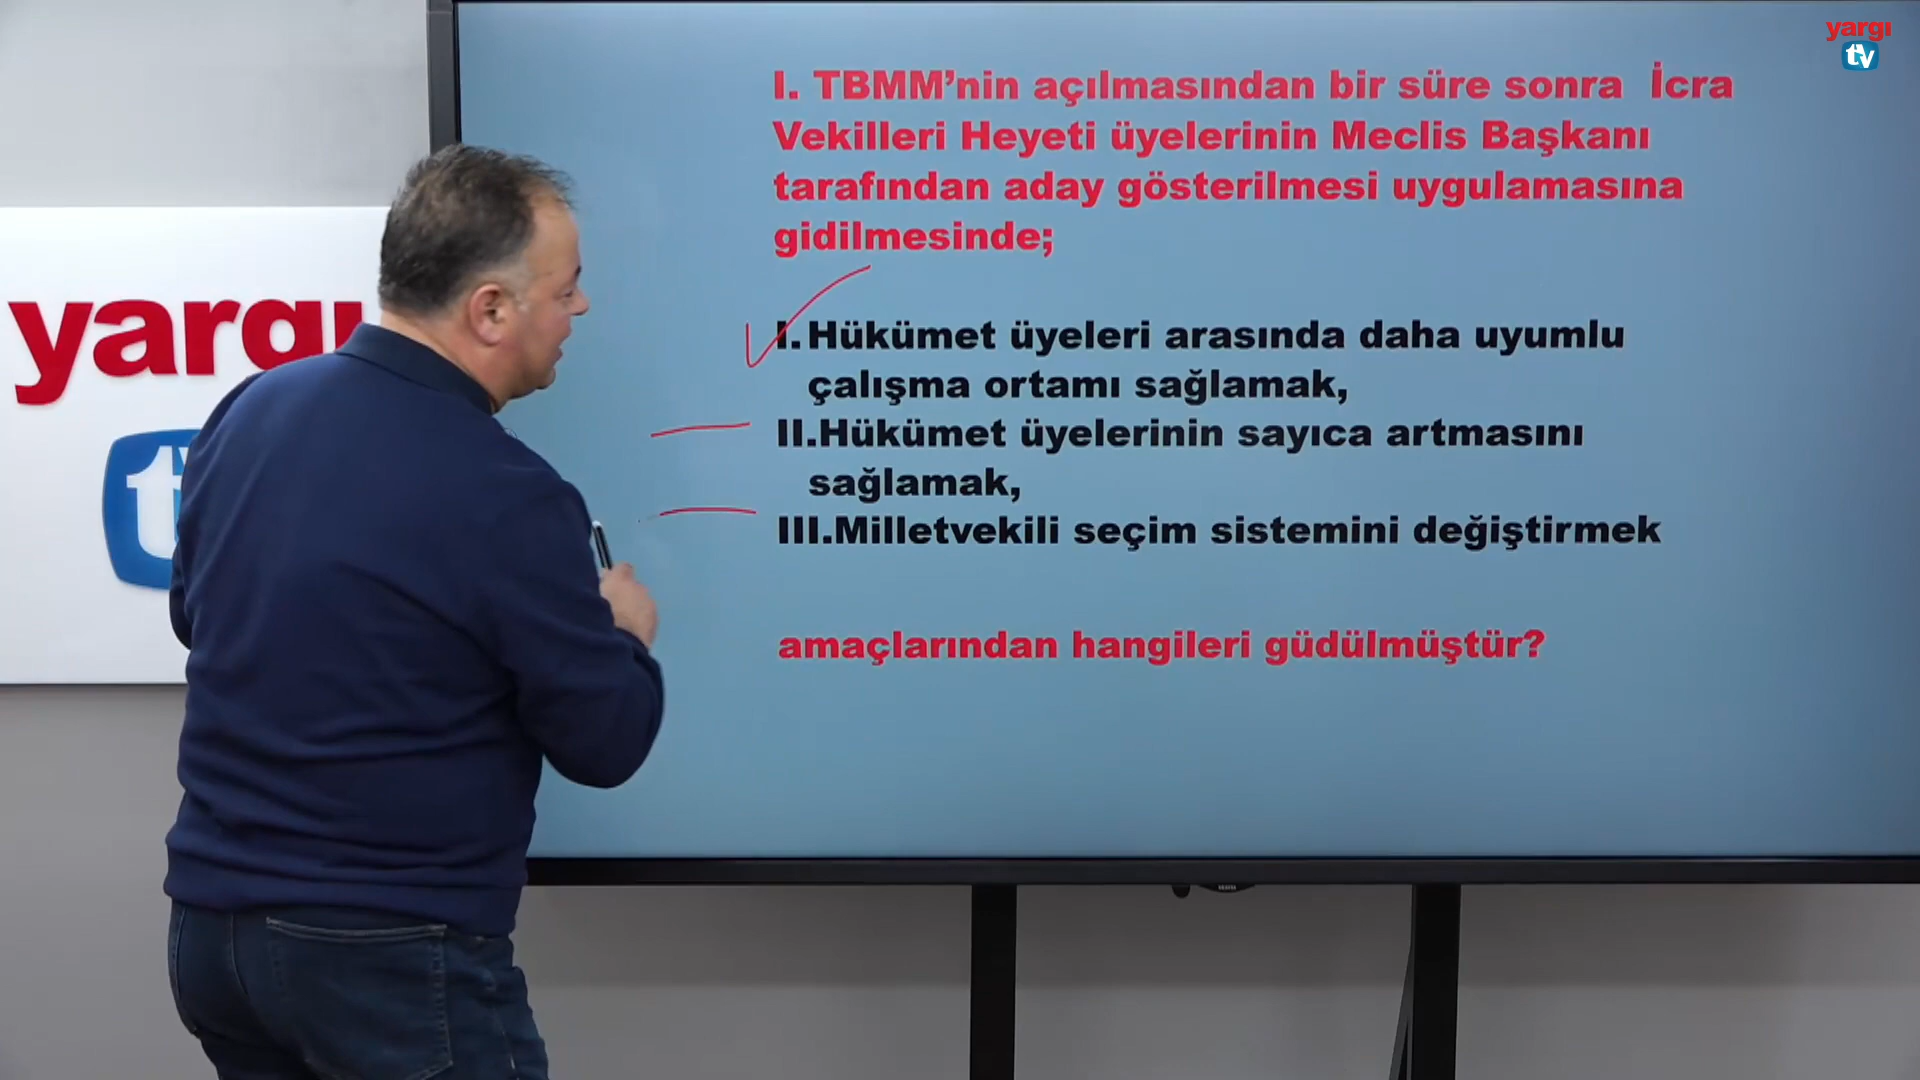 yargı
tv
I. TBMM’nin açılmasından bir süre sonra İcra
Vekilleri Heyeti üyelerinin Meclis Başkanı
tarafından aday gösterilmesi uygulamasına
gidilmesinde;
I. Hükümet üyeleri arasında daha uyumlu
çalışma ortamı sağlamak,
II.Hükümet üyelerinin sayıca artmasını
sağlamak,
III.Milletvekili seçim sistemini değiştirmek
amaçlarından hangileri güdülmüştür?
yargı